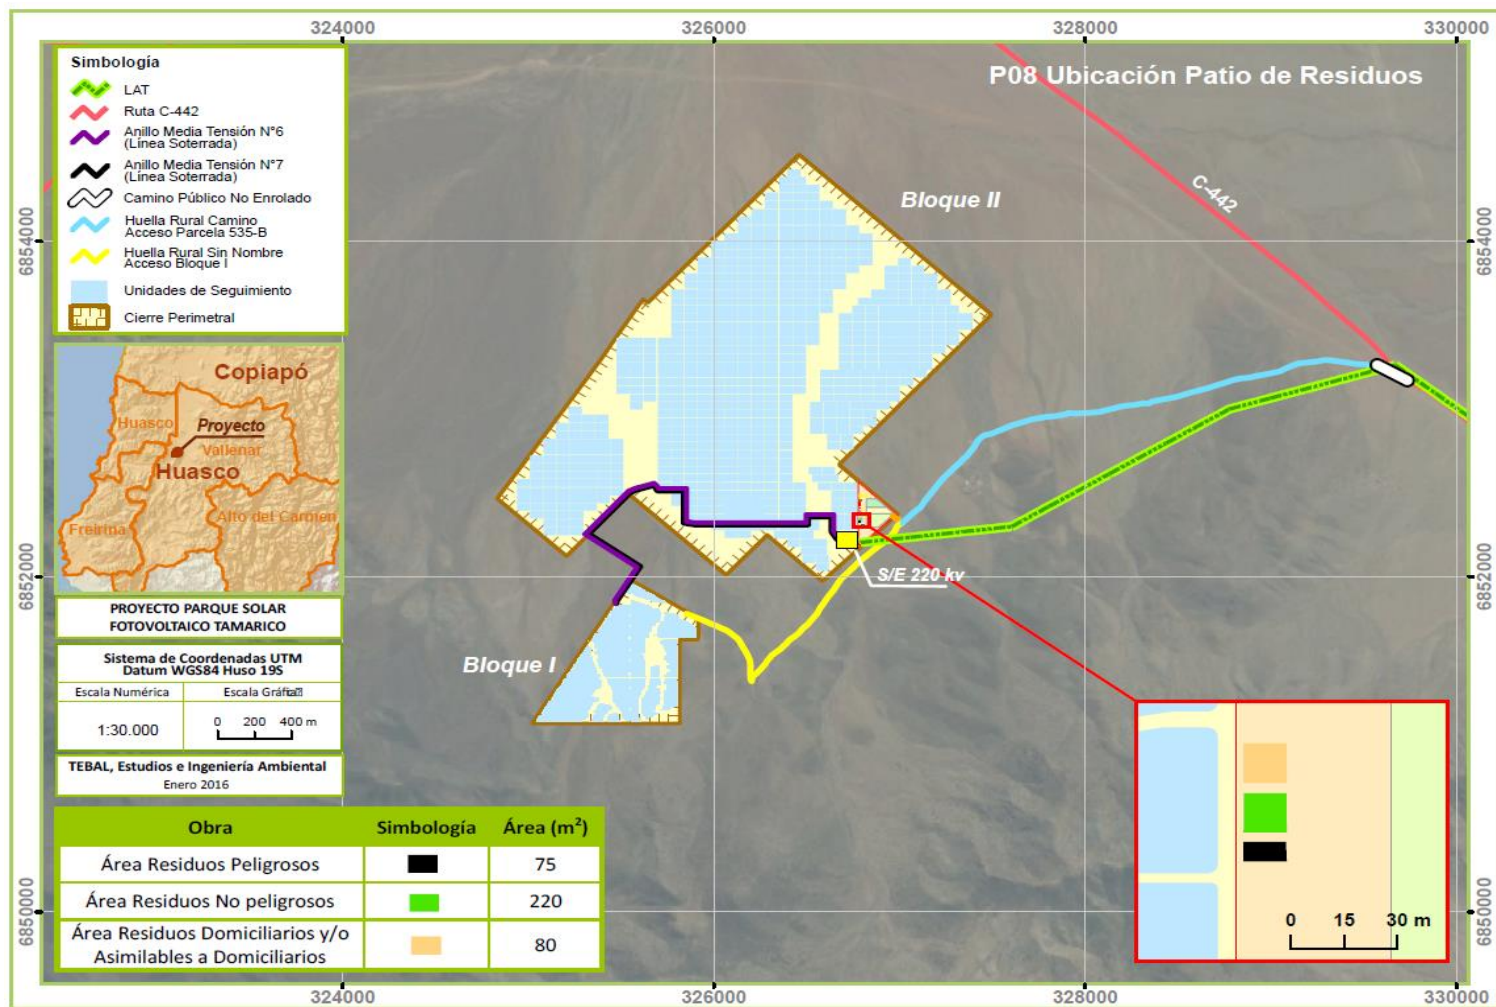 324000
326000
328000
330000
P08 Ubicación Patio de Residuos
Simbología
LAT
Ruta C-442
Anillo Media Tensión N°6
(Línea Soterrada)
Anillo Media Tensión N°7
(Línea Soterrada)
Camino Público No Enrolado
Huella Rural Camino
Acceso Parcela 535-B
Huella Rural Sin Nombre
Acceso Bloque I
Unidades de Seguimiento
Cierre Perimetral
C-442
Bloque II
6854000
6854000
Copiapó
Huasco
Proyecto
Vallenar
Huasco
Freirina
Alto del Carmen
6852000
6852000
S/E 220 kv
Bloque I
PROYECTO PARQUE SOLAR
FOTOVOLTAICO TAMARICO
Sistema de Coordenadas UTM
Datum WGS84 Huso 19S
Escala Numérica
1:30.000
0 200 400 m
TEBAL, Estudios e Ingeniería Ambiental
Enero 2016
Obra Simbología Área (m²)
Área Residuos Peligrosos 75
Área Residuos No peligrosos 220
Área Residuos Domiciliarios y/o
Asimilables a Domiciliarios 80
0 15 30 m
6850000
6850000
324000
326000
328000
330000